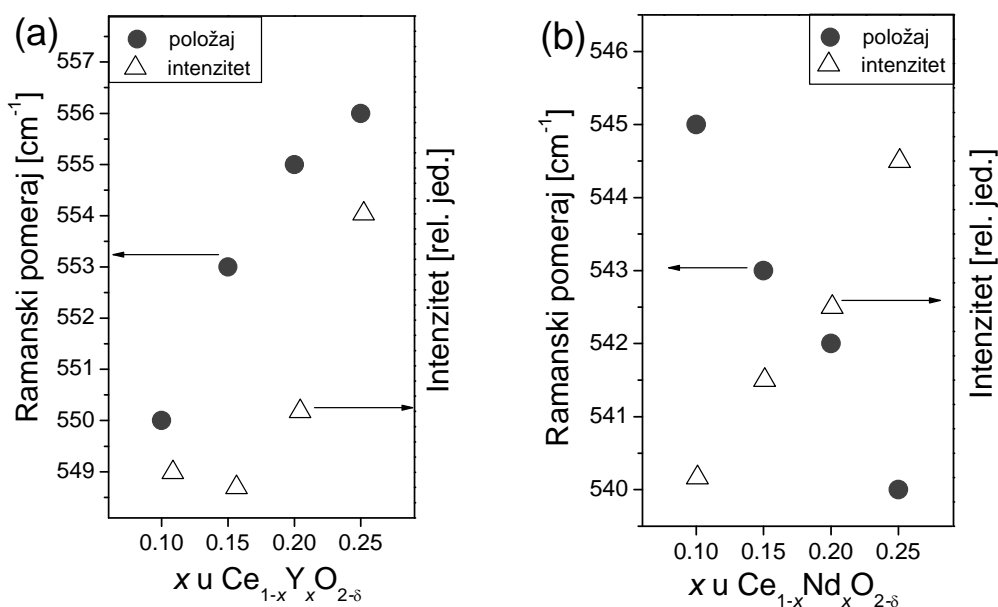 (a)
položaj
intenzitet
Ramanski pomeraj [cm⁻¹]
557
556
555
554
553
552
551
550
549
0.10 0.15 0.20 0.25
x u Ce₁₋ₓYₓO₂₋δ
Intenzitet [rel. jed.]
(b)
položaj
intenzitet
Ramanski pomeraj [cm⁻¹]
546
545
544
543
542
541
540
0.10 0.15 0.20 0.25
x u Ce₁₋ₓNdₓO₂₋δ
Intenzitet [rel. jed.]